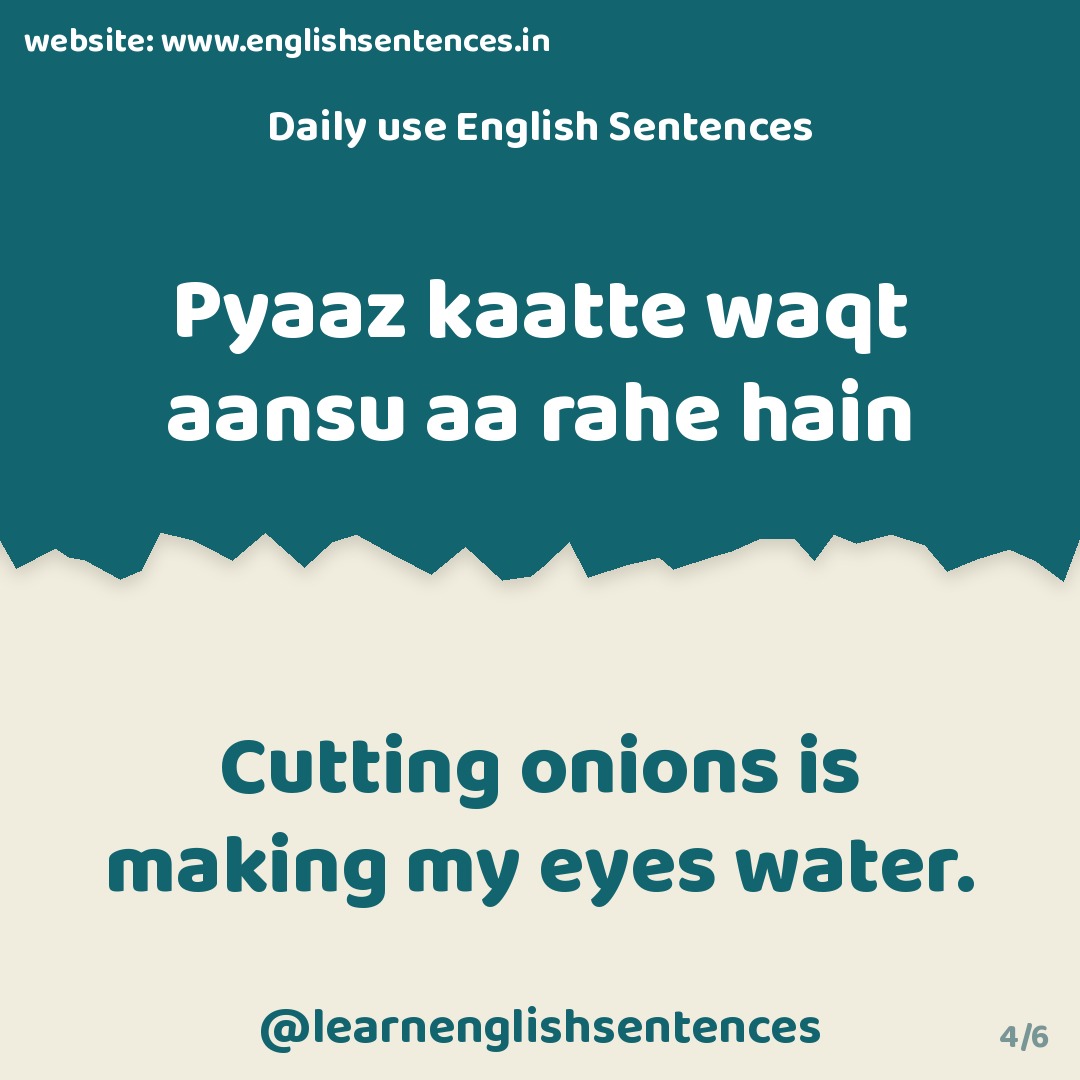 website: www.englishsentences.in
Daily use English Sentences
Pyaaz kaatte waqt
aansu aa rahe hain
Cutting onions is
making my eyes water.
@learnenglishsentences
4/6